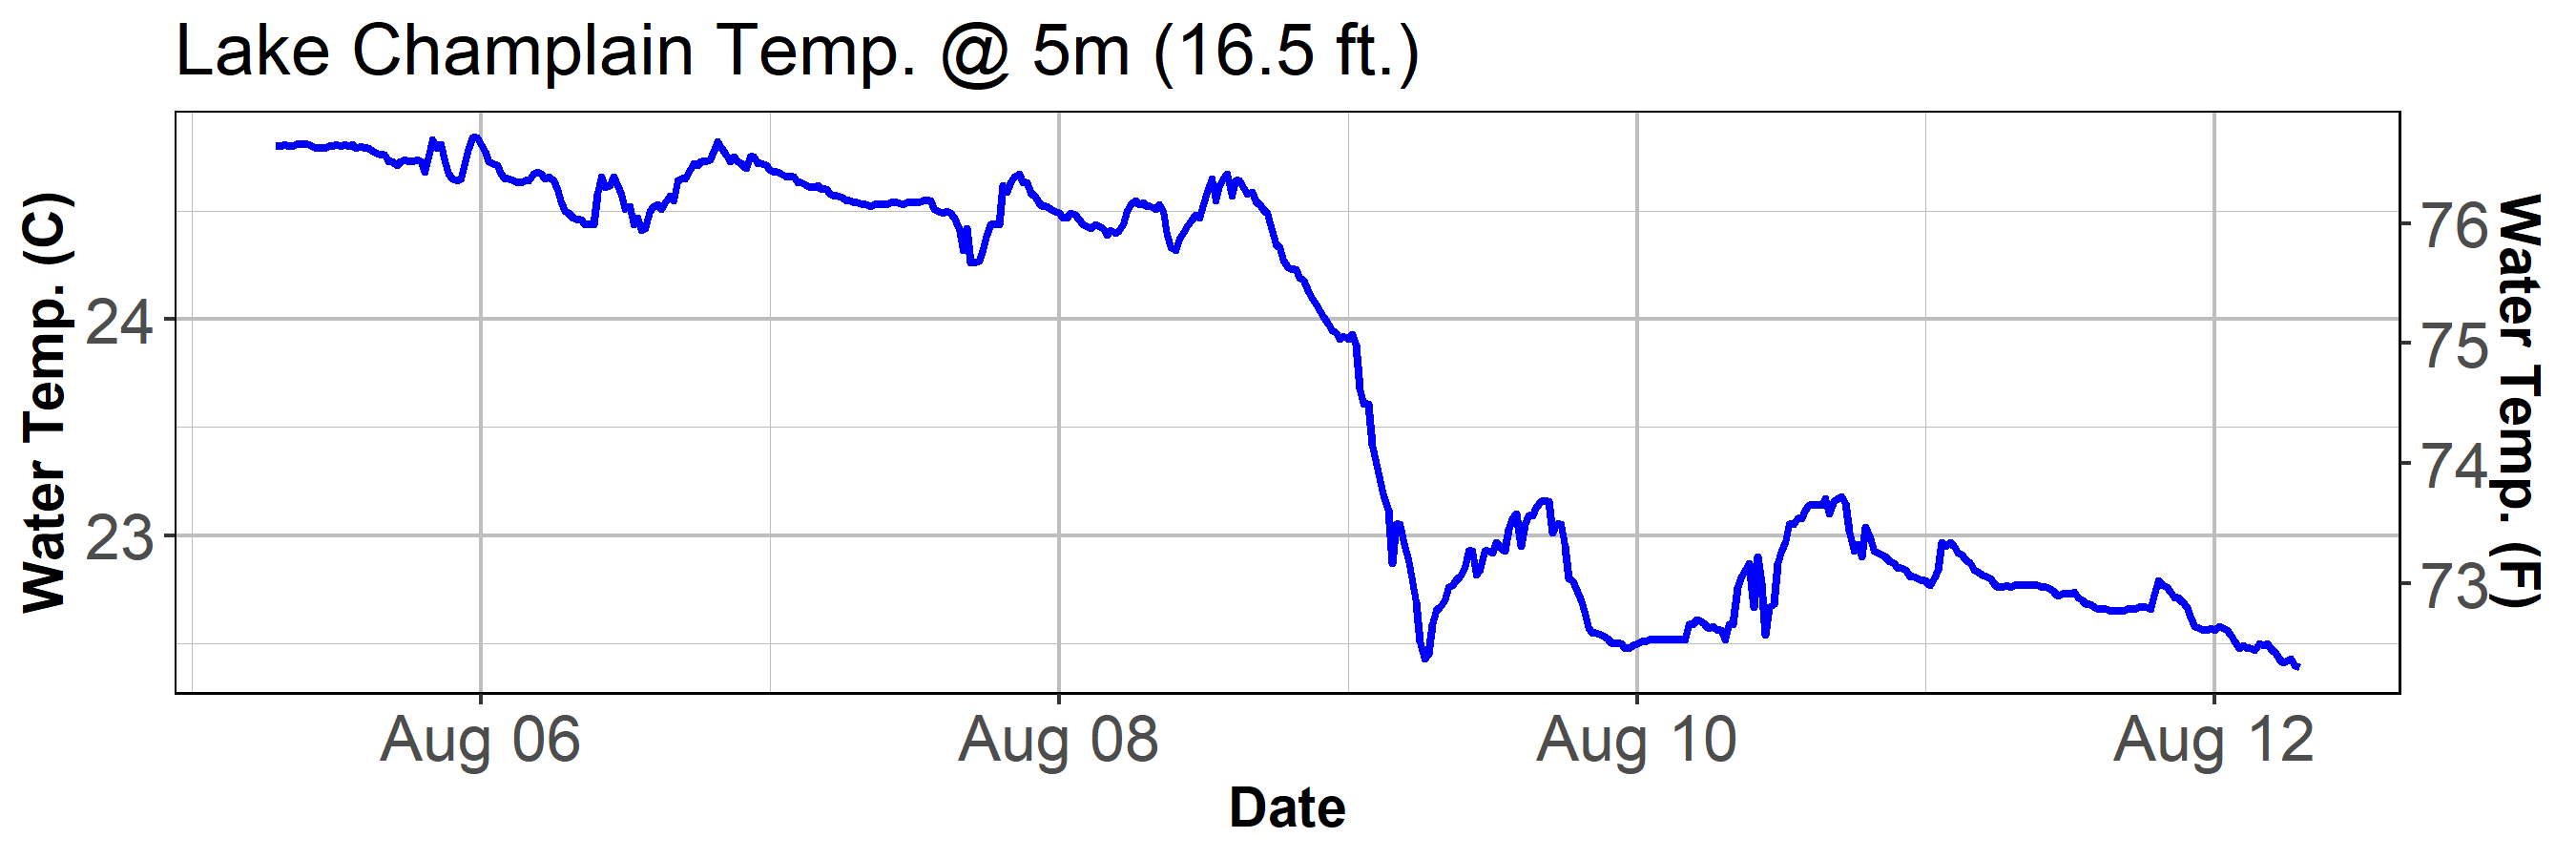 Lake Champlain Temp. @ 5m (16.5 ft.)
Water Temp. (C)
24
23
76
75
74
73
Water Temp. (F)
Aug 06 Aug 08 Aug 10 Aug 12
Date